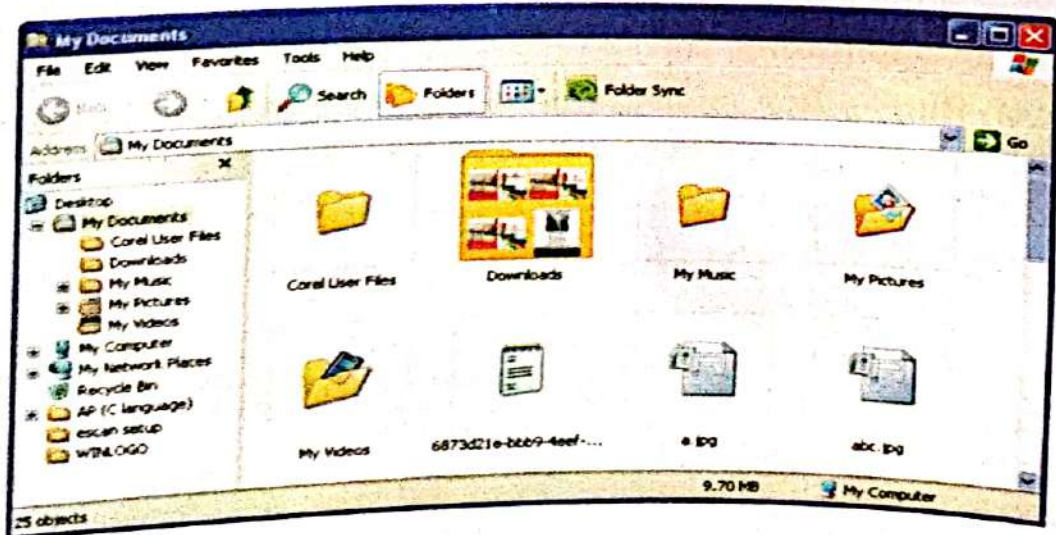 My Documents
File Edit View Favorites Tools Help
Back Search Folders Folder Sync
Address My Documents Go
Folders
Desktop
My Documents
Corel User Files
Downloads
My Music
My Pictures
My Videos
My Computer
My Network Places
Recycle Bin
AP (C language)
escan setup
WINLOGO
Corel User Files Downloads My Music My Pictures
My Videos 6873d21e-bbb9-4eef-... a.jpg abc.jpg
25 objects 9.70 MB My Computer